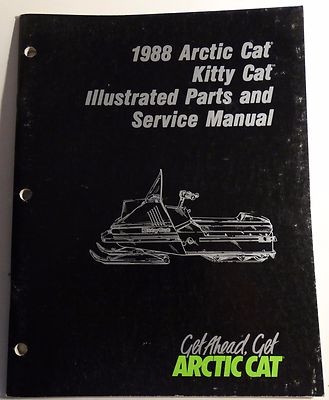 1988 Arctic Cat
Kitty Cat
Illustrated Parts and
Service Manual
Kitty Cat
Get Ahead, Get
ARCTIC CAT